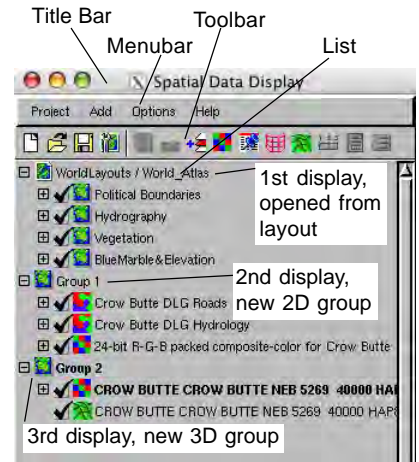 Title Bar
Toolbar
Menubar
List
Spatial Data Display
Project Add Options Help
WorldLayouts / World_Atlas
1st display,
opened from
layout
Political Boundaries
Hydrography
Vegetation
BlueMarble&Elevation
Group 1
2nd display,
new 2D group
Crow Butte DLG Roads
Crow Butte DLG Hydrology
24-bit R-G-B packed composite-color for Crow Butte
Group 2
CROW BUTTE CROW BUTTE NEB 5269 40000 HA
CROW BUTTE CROW BUTTE NEB 5269 40000 HAP
3rd display, new 3D group